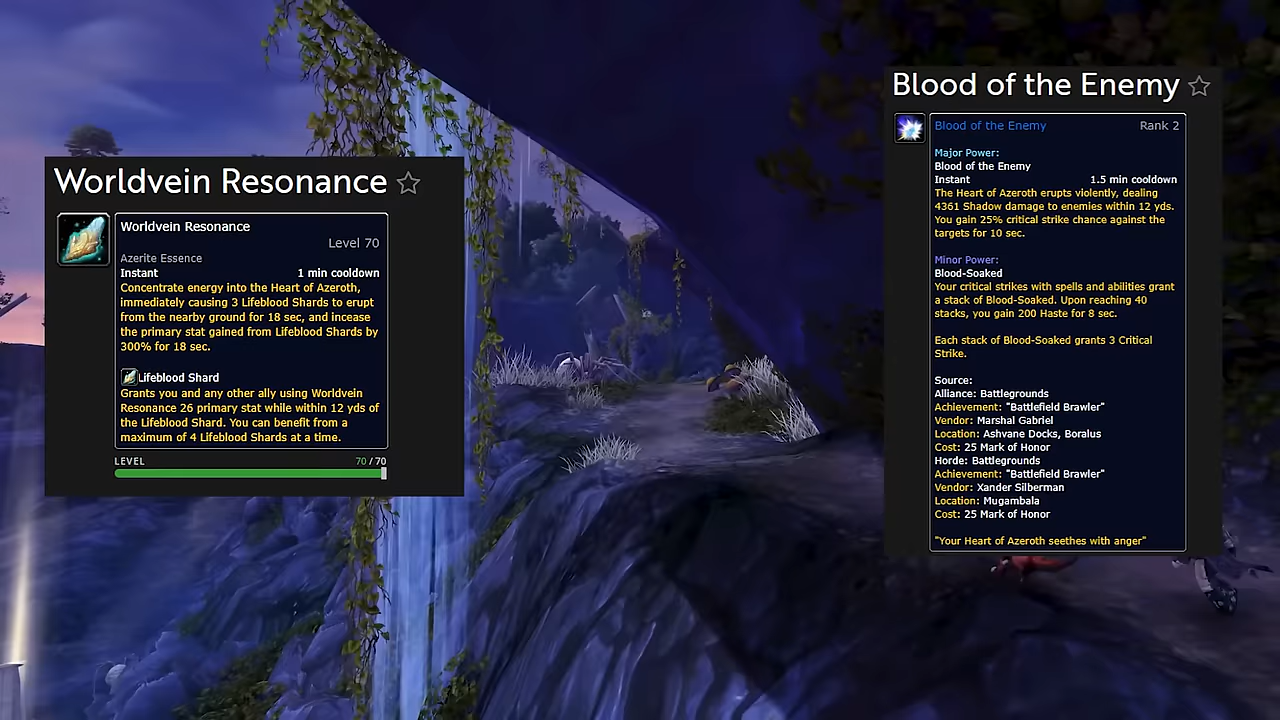 Worldvein Resonance
Worldvein Resonance
Level 70
Azerite Essence
Instant 1 min cooldown
Concentrate energy into the Heart of Azeroth,
immediately causing 3 Lifeblood Shards to erupt
from the nearby ground for 18 sec, and incease
the primary stat gained from Lifeblood Shards by
300% for 18 sec.
Lifeblood Shard
Grants you and any other ally using Worldvein
Resonance 26 primary stat while within 12 yds of
the Lifeblood Shard. You can benefit from a
maximum of 4 Lifeblood Shards at a time.
LEVEL 70 / 70
Blood of the Enemy
Blood of the Enemy Rank 2
Major Power:
Blood of the Enemy
Instant 1.5 min cooldown
The Heart of Azeroth erupts violently, dealing
4361 Shadow damage to enemies within 12 yds.
You gain 25% critical strike chance against the
targets for 10 sec.
Minor Power:
Blood-Soaked
Your critical strikes with spells and abilities grant
a stack of Blood-Soaked. Upon reaching 40
stacks, you gain 200 Haste for 8 sec.
Each stack of Blood-Soaked grants 3 Critical
Strike.
Source:
Alliance: Battlegrounds
Achievement: "Battlefield Brawler"
Vendor: Marshal Gabriel
Location: Ashvane Docks, Boralus
Cost: 25 Mark of Honor
Horde: Battlegrounds
Achievement: "Battlefield Brawler"
Vendor: Xander Silberman
Location: Mugambala
Cost: 25 Mark of Honor
"Your Heart of Azeroth seethes with anger"